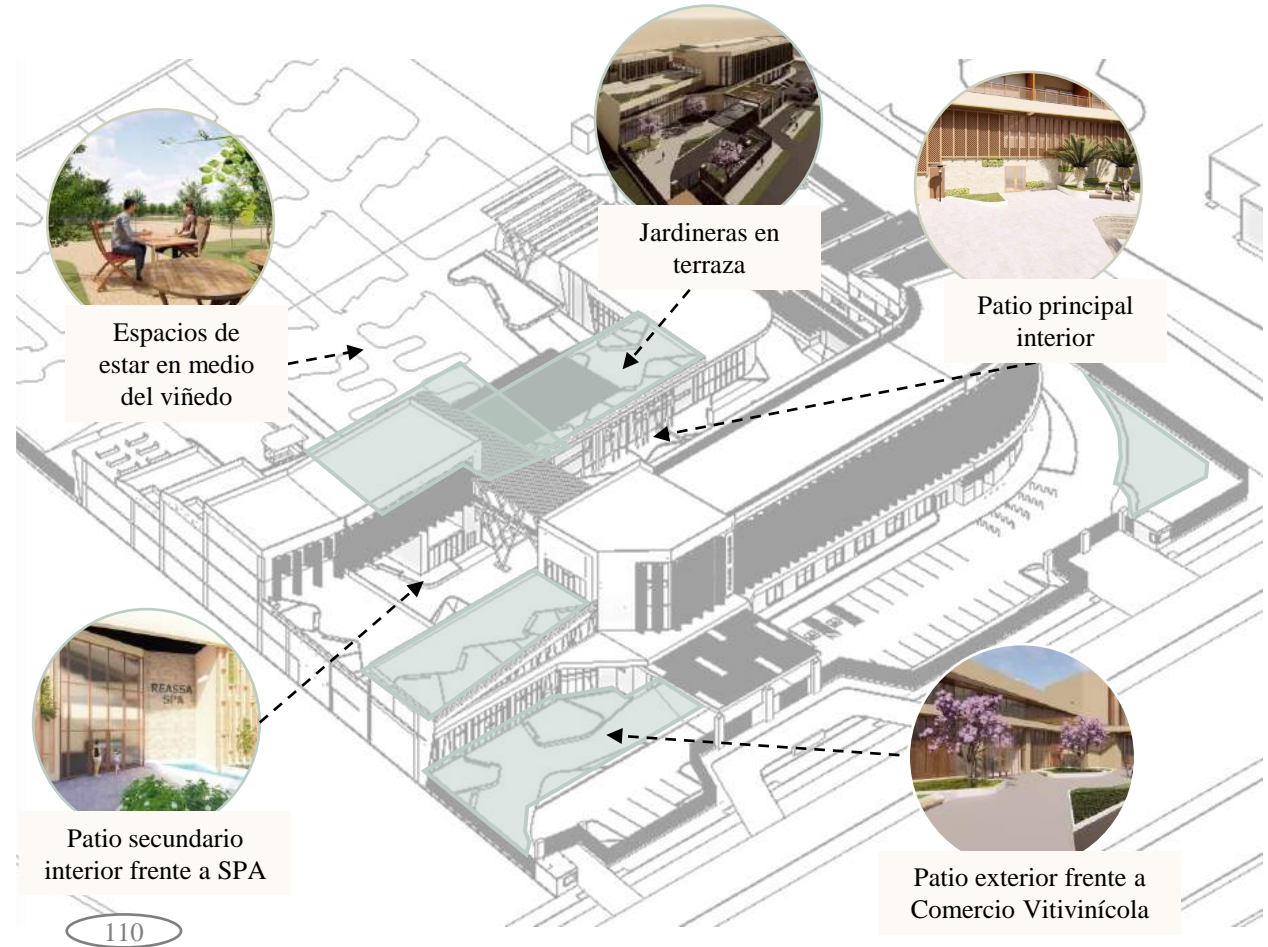 Jardineras en
terraza
Patio principal
interior
Espacios de
estar en medio
del viñedo
REASSA
SPA
Patio secundario
interior frente a SPA
Patio exterior frente a
Comercio Vitivinícola
110